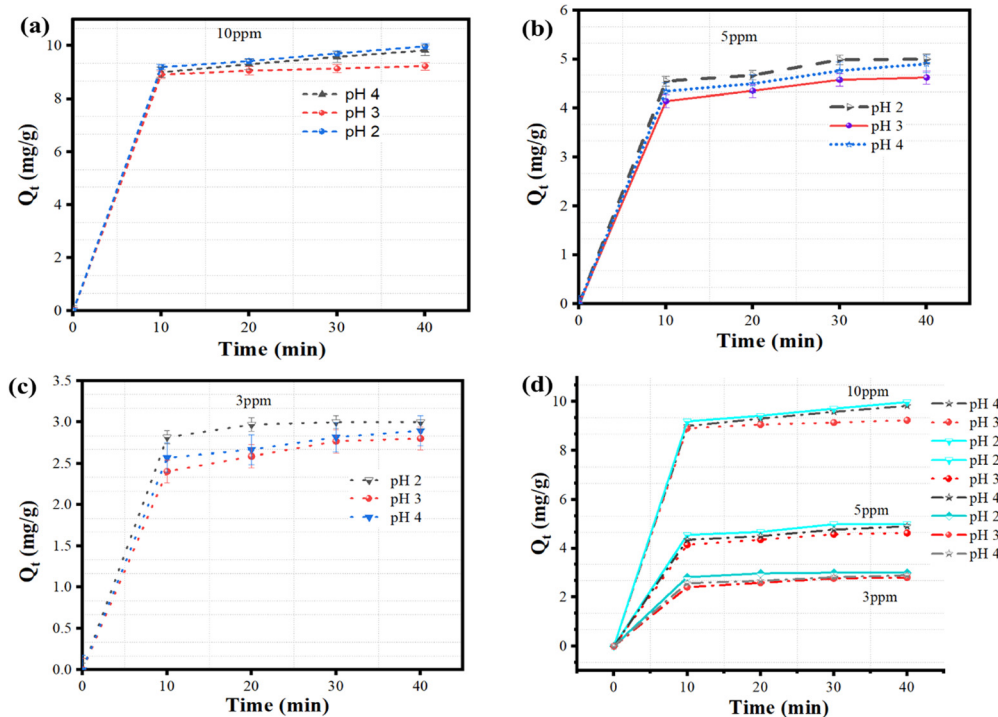 (a)
10ppm
10
8
6
4
2
0
pH 4
pH 3
pH 2
0 10 20 30 40
Time (min)
Qt (mg/g)
(b)
5ppm
6
5
4
3
2
1
0
pH 2
pH 3
pH 4
0 10 20 30 40
Time (min)
Qt (mg/g)
(c)
3ppm
3.5
3.0
2.5
2.0
1.5
1.0
0.5
0.0
pH 2
pH 3
pH 4
0 10 20 30 40
Time (min)
Qt (mg/g)
(d)
10ppm
5ppm
3ppm
10
8
6
4
2
0
pH 4
pH 3
pH 2
pH 2
pH 3
pH 4
pH 2
pH 3
pH 4
0 10 20 30 40
Time (min)
Qt (mg/g)